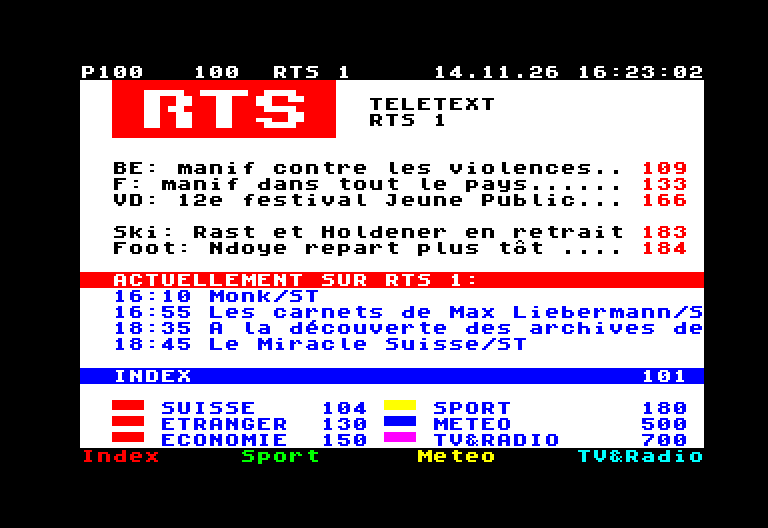 P100 100 RTS 1 14.11.26 16:23:02
RTS TELETEXT
RTS 1
BE: manif contre les violences.. 109
F: manif dans tout le pays...... 133
VD: 12e festival Jeune Public... 166
Ski: Rast et Holdener en retrait 183
Foot: Ndoye repart plus tôt .... 184
ACTUELLEMENT SUR RTS 1:
16:10 Monk/ST
16:55 Les carnets de Max Liebermann/S
18:35 A la découverte des archives de
18:45 Le Miracle Suisse/ST
INDEX 101
SUISSE 104 SPORT 180
ETRANGER 130 METEO 500
ECONOMIE 150 TV&RADIO 700
Index Sport Meteo TV&Radio